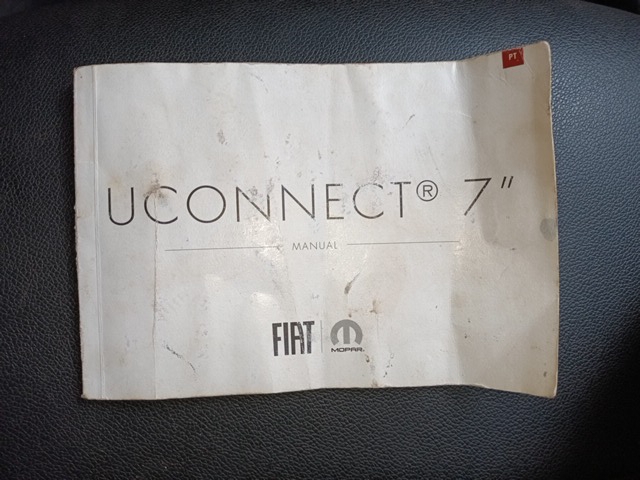 PT
UCONNECT® 7"
MANUAL
FIAT MOPAR®